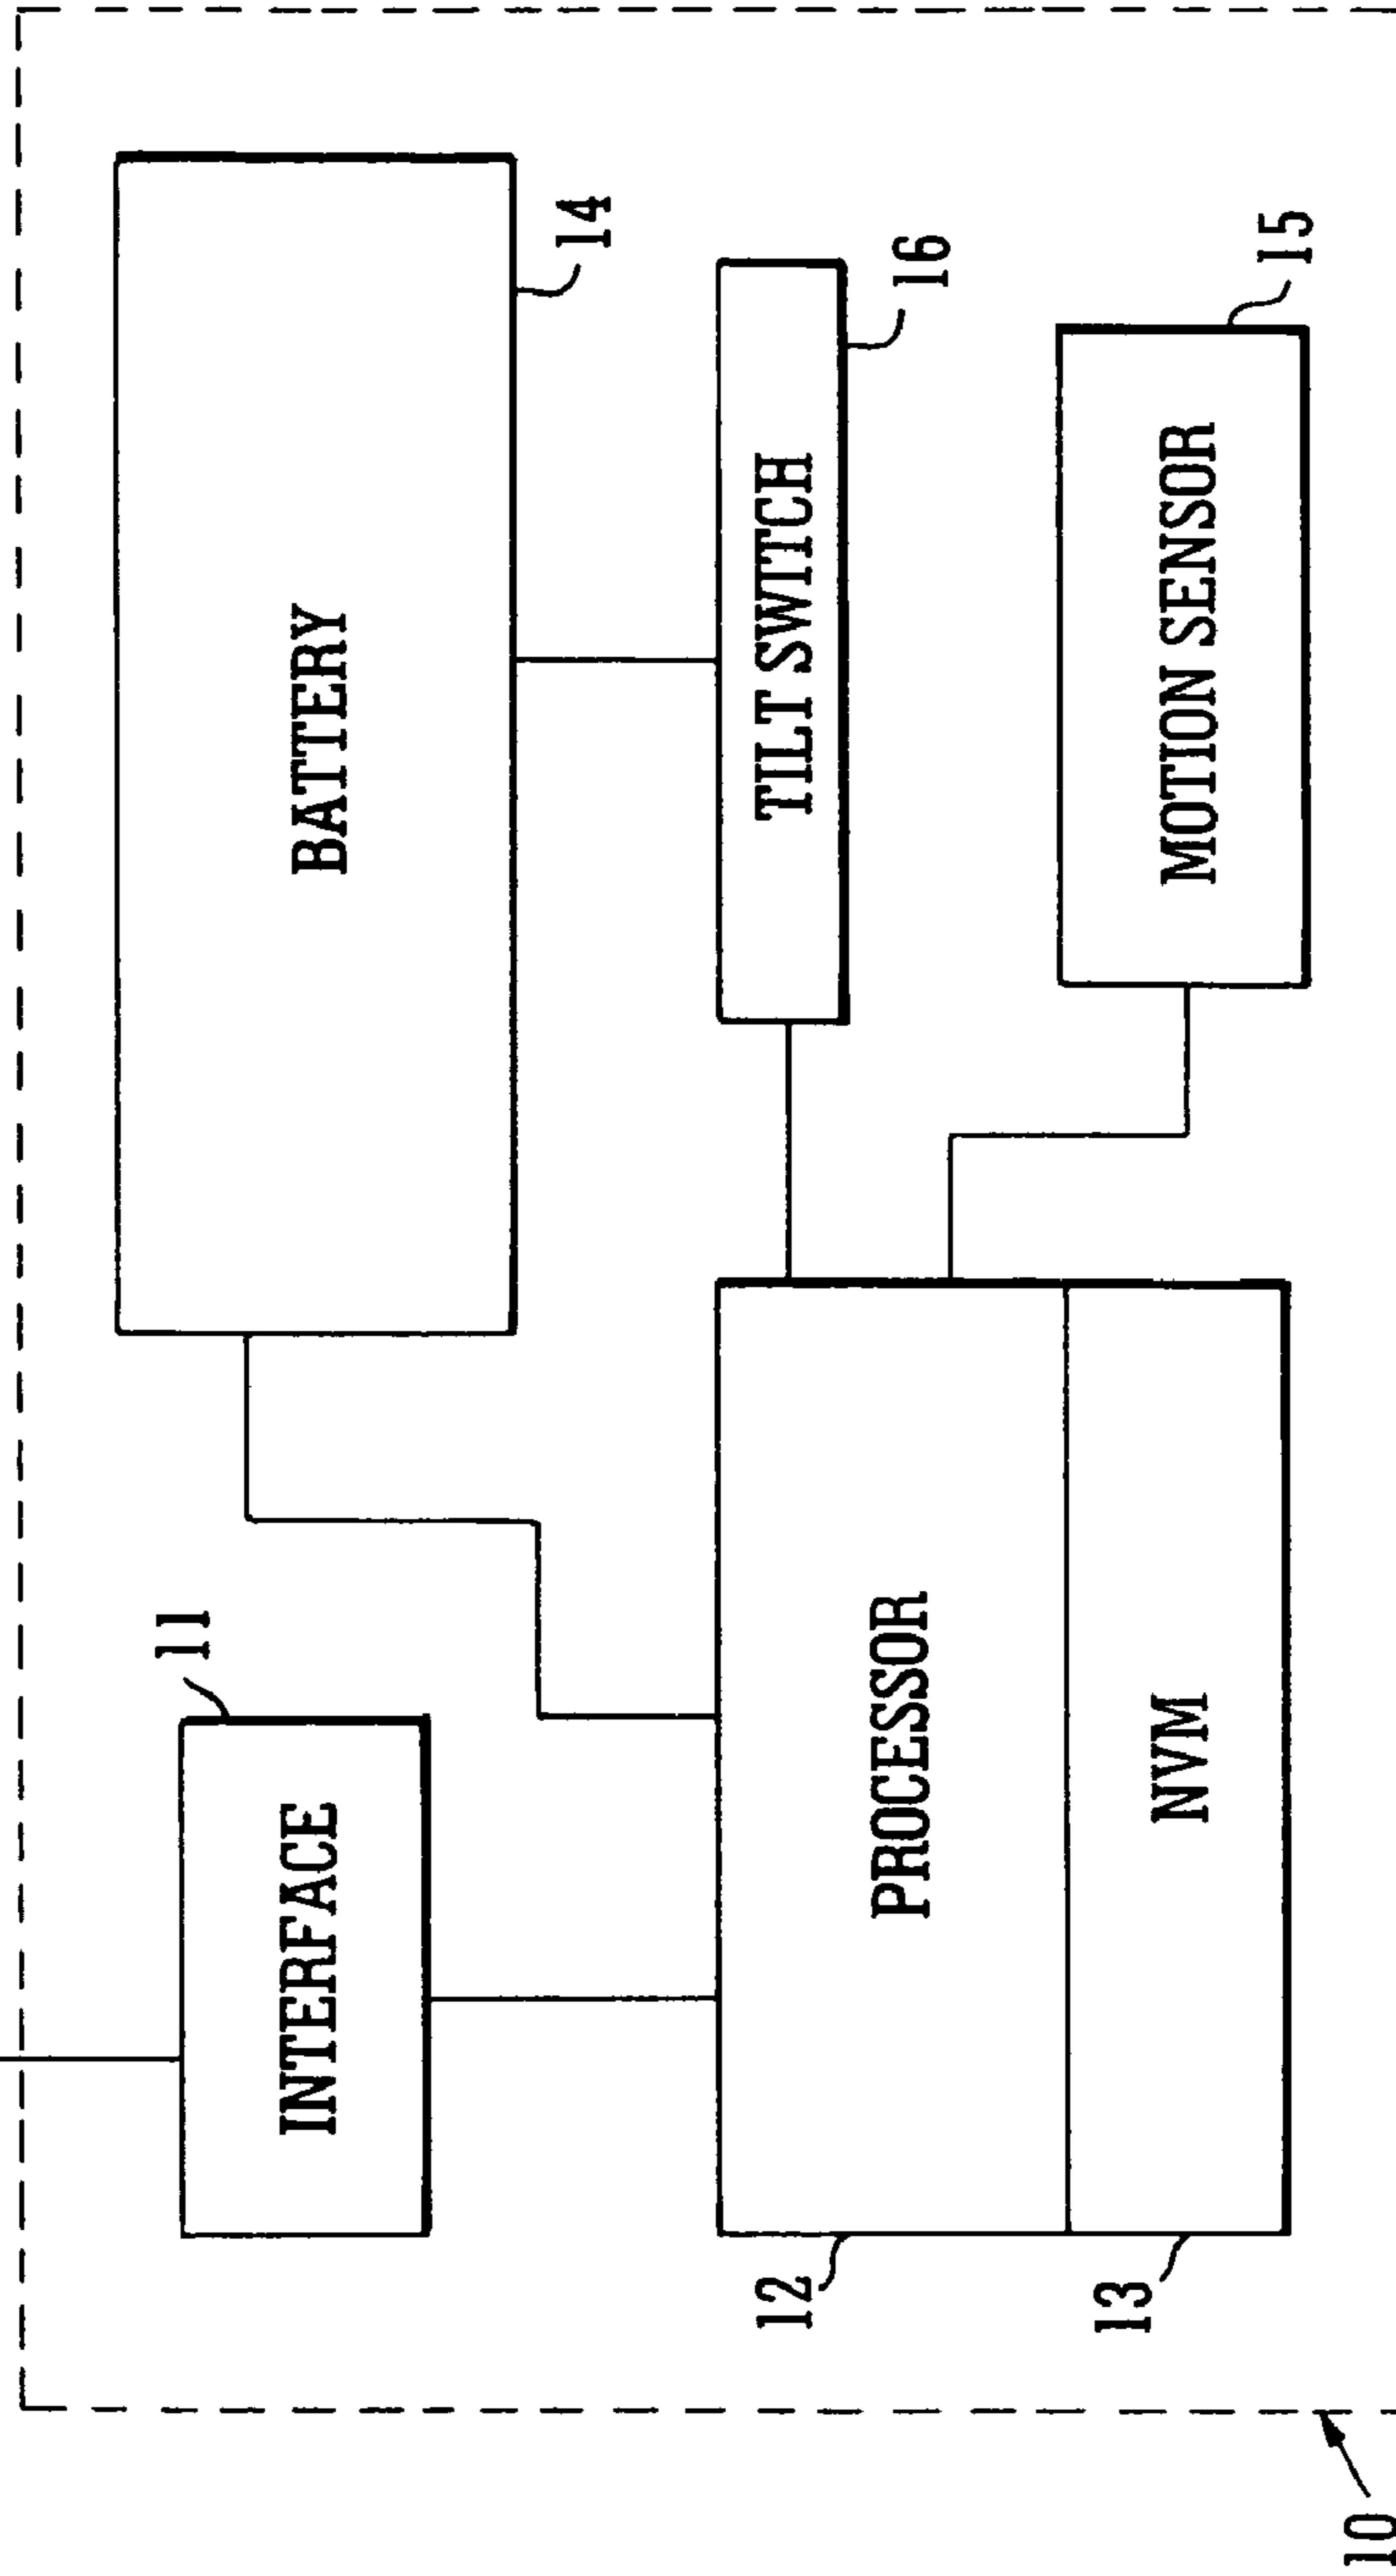 11
INTERFACE
BATTERY
14
12
PROCESSOR
TILT SWITCH
16
13
NVM
MOTION SENSOR
15
10